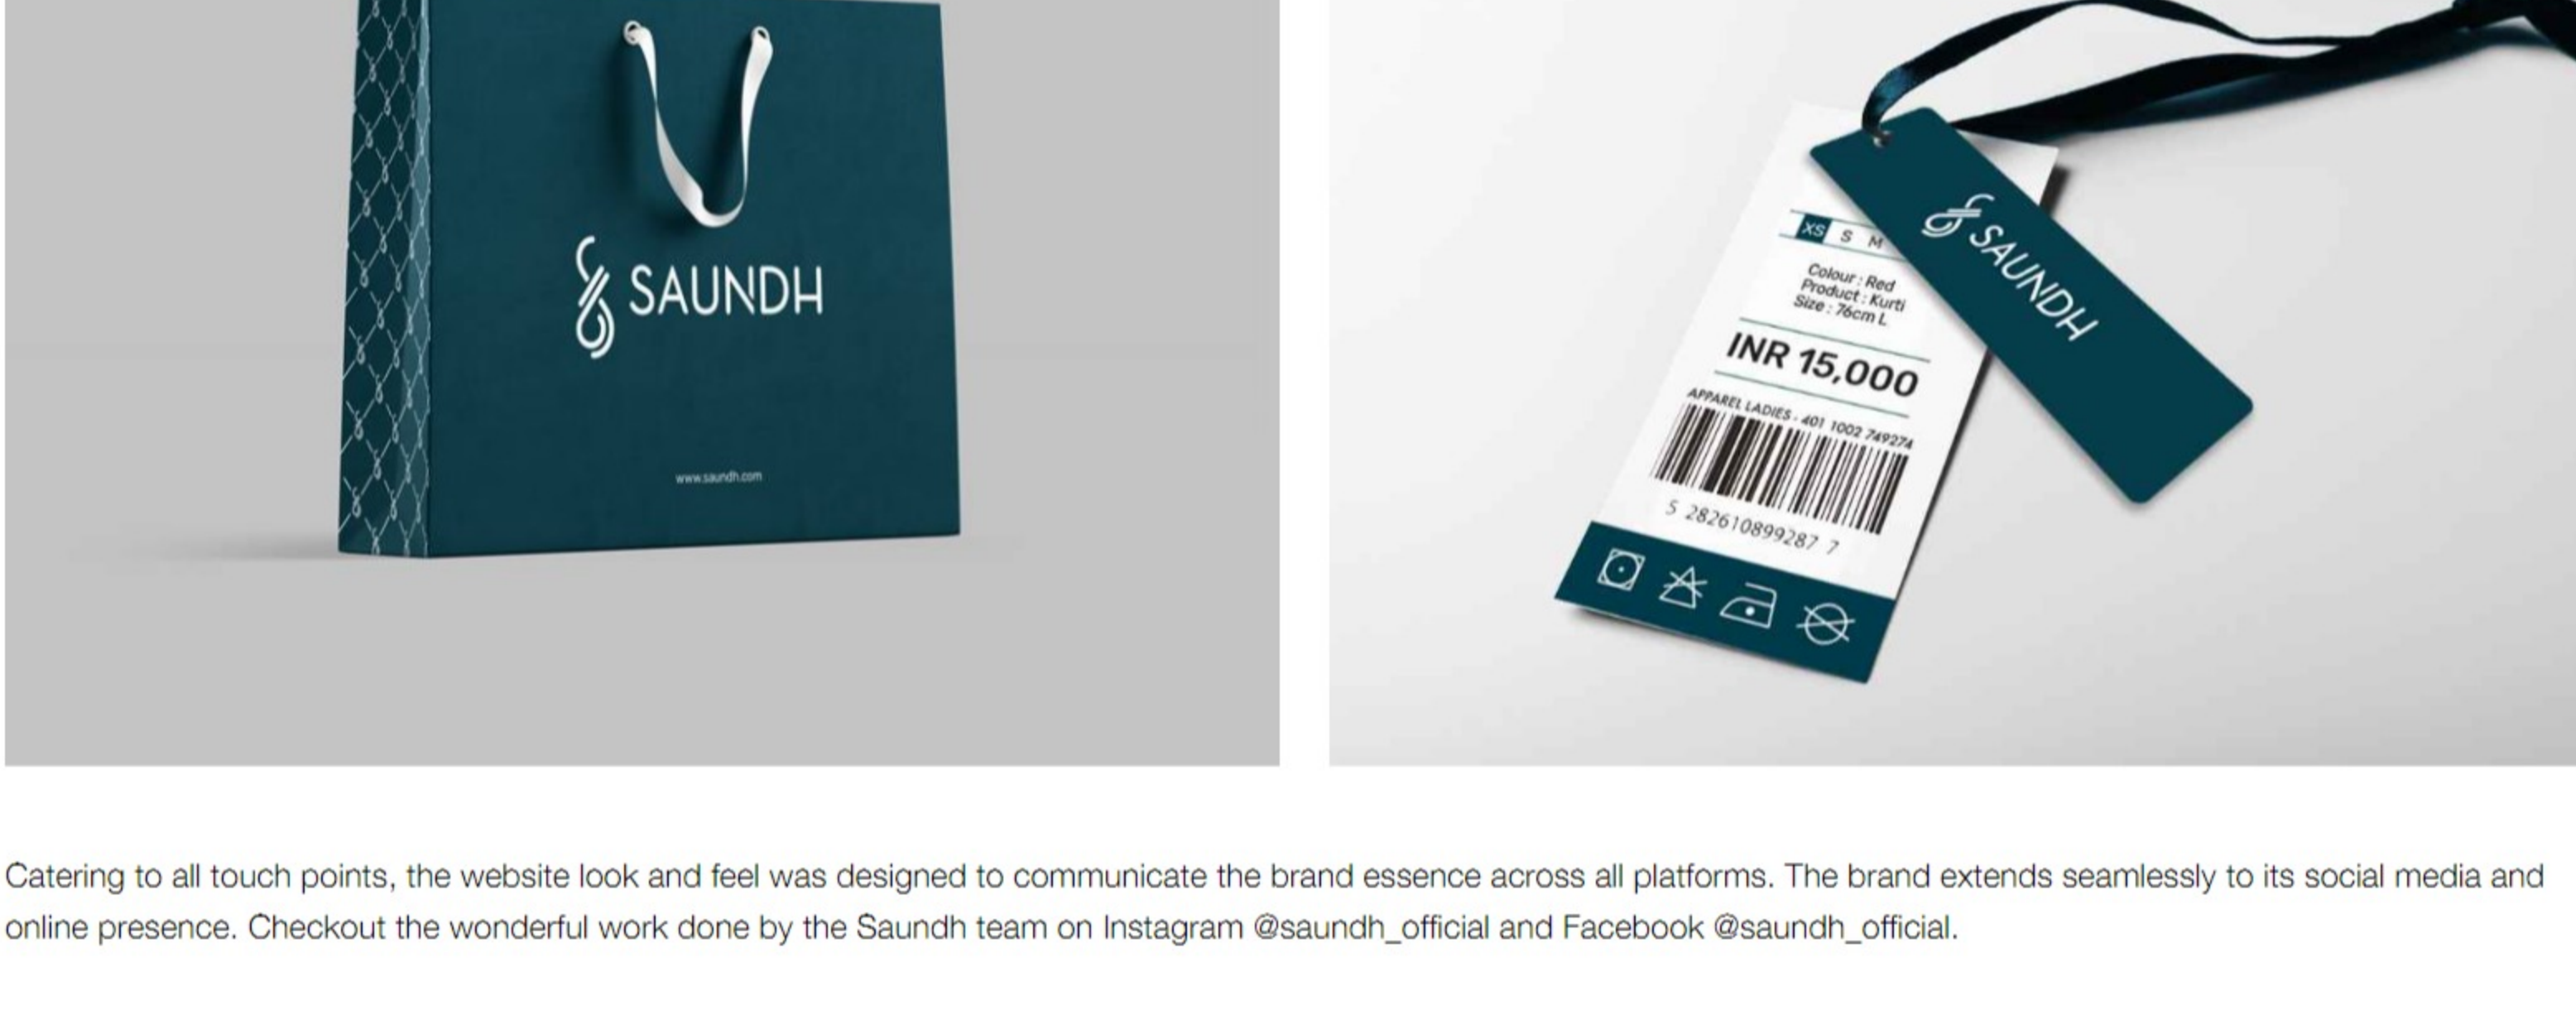 SAUNDH
www.saundh.com
SAUNDH
XS S M
Colour : Red
Product : Kurti
Size : 76cm L
INR 15,000
APPAREL LADIES . 401 1002 749274
5 282610899287 7
Catering to all touch points, the website look and feel was designed to communicate the brand essence across all platforms. The brand extends seamlessly to its social media and
online presence. Checkout the wonderful work done by the Saundh team on Instagram @saundh_official and Facebook @saundh_official.